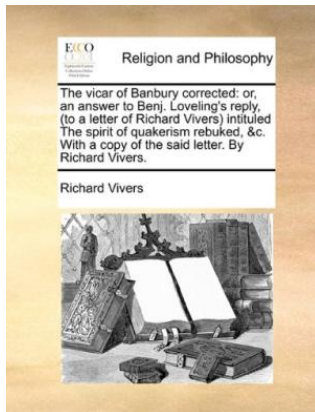 ECCO
Religion and Philosophy
The vicar of Banbury corrected: or,
an answer to Benj. Loveling's reply,
(to a letter of Richard Vivers) intituled
The spirit of quakerism rebuked, &c.
With a copy of the said letter. By
Richard Vivers.
Richard Vivers